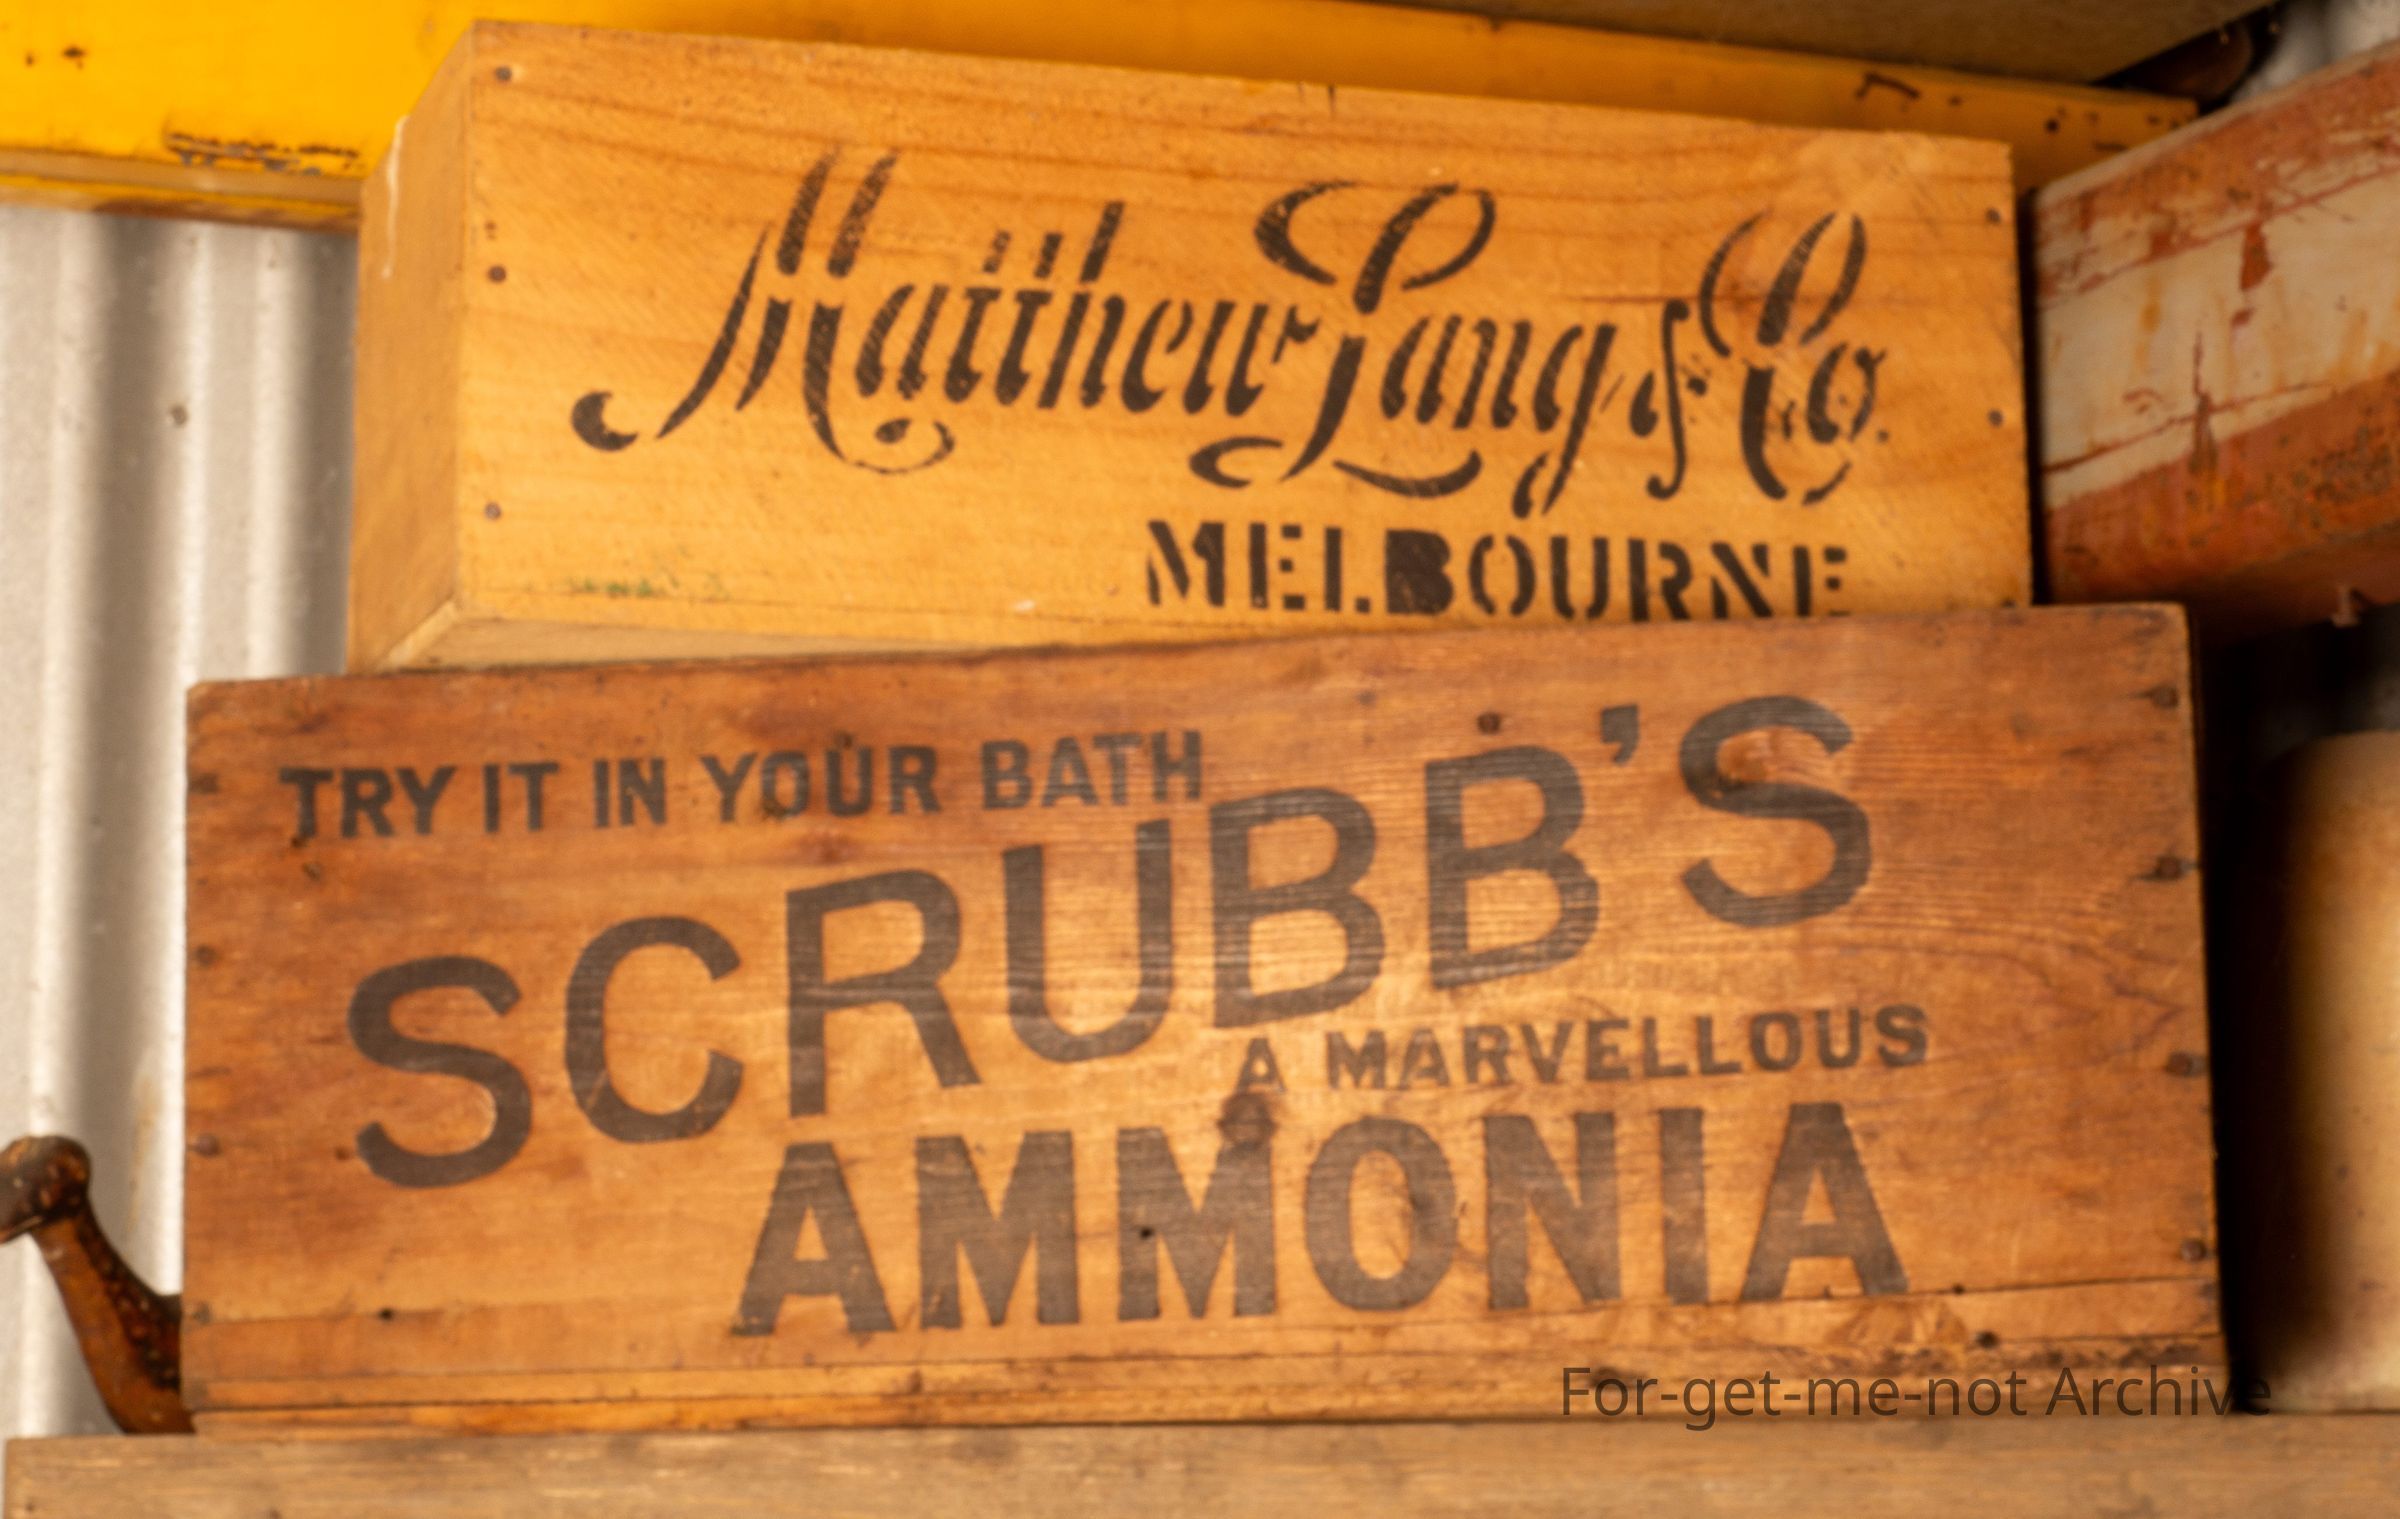 Matthew Lang & Co.
MELBOURNE
TRY IT IN YOUR BATH
SCRUBB'S
A MARVELLOUS
AMMONIA
For-get-me-not Archive